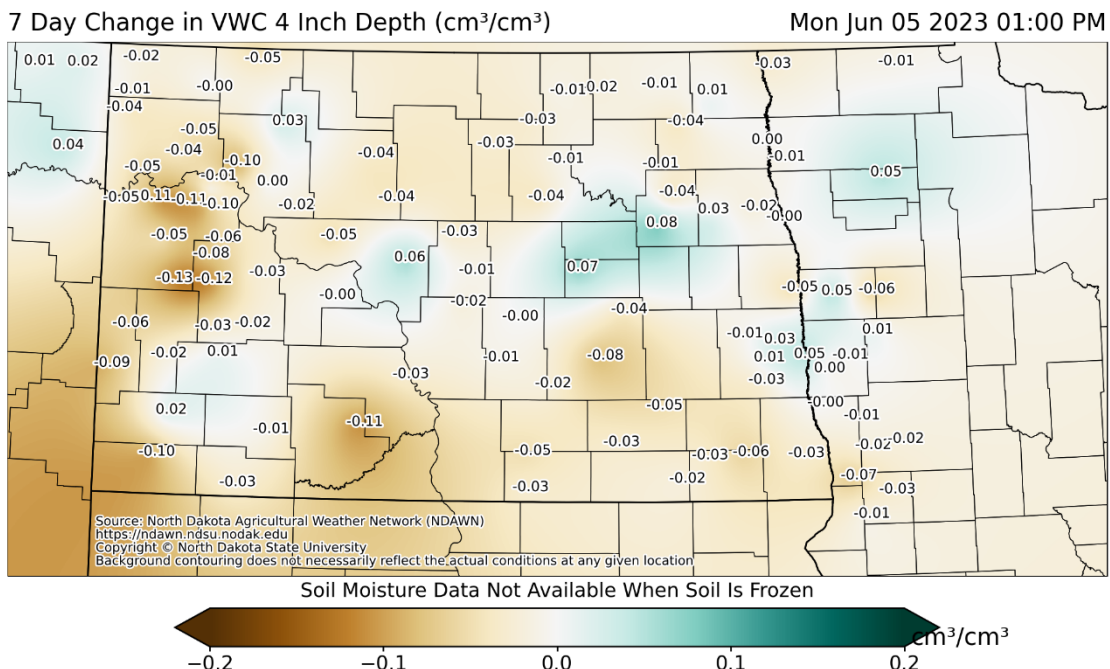 7 Day Change in VWC 4 Inch Depth (cm³/cm³) Mon Jun 05 2023 01:00 PM
0.01 0.02 -0.02 -0.05 -0.03 -0.01
-0.01 -0.00 -0.01 0.02 -0.01 0.01
-0.04 0.03 -0.03 -0.04
-0.05 -0.03 0.00
0.04 -0.04 -0.04 -0.01 -0.01 -0.01
-0.05 -0.10 0.05
-0.01 0.00
-0.05 -0.11 -0.11 -0.10 -0.02 -0.04 -0.04 -0.04 0.03 -0.02 -0.00
-0.05 -0.06 -0.05 -0.03 0.08
-0.08 0.06
-0.13 -0.12 -0.03 -0.01 0.07
-0.00 -0.02 -0.05 0.05 -0.06
-0.06 -0.03 -0.02 -0.00 -0.04
-0.01 0.03 0.01
-0.09 -0.02 0.01 -0.01 -0.08 0.01 0.05 -0.01
-0.03 -0.02 -0.03 0.00
0.02 -0.05 -0.00
-0.01 -0.11 -0.01
-0.10 -0.05 -0.03 -0.03 -0.06 -0.03 -0.02 -0.02
-0.03 -0.03 -0.02 -0.07 -0.03
-0.01
Source: North Dakota Agricultural Weather Network (NDAWN)
https://ndawn.ndsu.nodak.edu
Copyright © North Dakota State University
Background contouring does not necessarily reflect the actual conditions at any given location
Soil Moisture Data Not Available When Soil Is Frozen
cm³/cm³
−0.2 −0.1 0.0 0.1 0.2